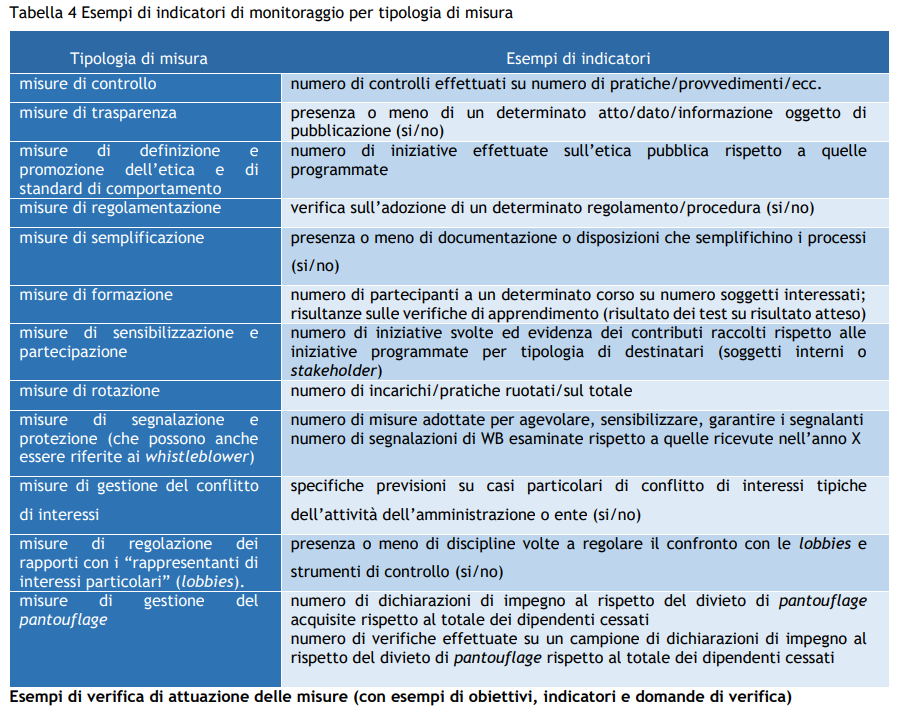 Tabella 4 Esempi di indicatori di monitoraggio per tipologia di misura
Tipologia di misura
Esempi di indicatori
misure di controllo
numero di controlli effettuati su numero di pratiche/provvedimenti/ecc.
misure di trasparenza
presenza o meno di un determinato atto/dato/informazione oggetto di
pubblicazione (si/no)
misure di definizione e
promozione dell'etica e di
standard di comportamento
numero di iniziative effettuate sull'etica pubblica rispetto a quelle
programmate
misure di regolamentazione
verifica sull'adozione di un determinato regolamento/procedura (si/no)
misure di semplificazione
presenza o meno di documentazione o disposizioni che semplifichino i processi
(si/no)
misure di formazione
numero di partecipanti a un determinato corso su numero soggetti interessati;
risultanze sulle verifiche di apprendimento (risultato dei test su risultato atteso)
misure di sensibilizzazione e
partecipazione
numero di iniziative svolte ed evidenza dei contributi raccolti rispetto alle
iniziative programmate per tipologia di destinatari (soggetti interni o
stakeholder)
misure di rotazione
numero di incarichi/pratiche ruotati/sul totale
misure di segnalazione e
protezione (che possono anche
essere riferite ai whistleblower)
numero di misure adottate per agevolare, sensibilizzare, garantire i segnalanti
numero di segnalazioni di WB esaminate rispetto a quelle ricevute nell'anno X
misure di gestione del conflitto
di interessi
specifiche previsioni su casi particolari di conflitto di interessi tipiche
dell'attività dell'amministrazione o ente (si/no)
misure di regolazione dei
rapporti con i "rappresentanti di
interessi particolari" (lobbies).
presenza o meno di discipline volte a regolare il confronto con le lobbies e
strumenti di controllo (si/no)
misure di gestione del
pantouflage
numero di dichiarazioni di impegno al rispetto del divieto di pantouflage
acquisite rispetto al totale dei dipendenti cessati
numero di verifiche effettuate su un campione di dichiarazioni di impegno al
rispetto del divieto di pantouflage rispetto al totale dei dipendenti cessati
Esempi di verifica di attuazione delle misure (con esempi di obiettivi, indicatori e domande di verifica)